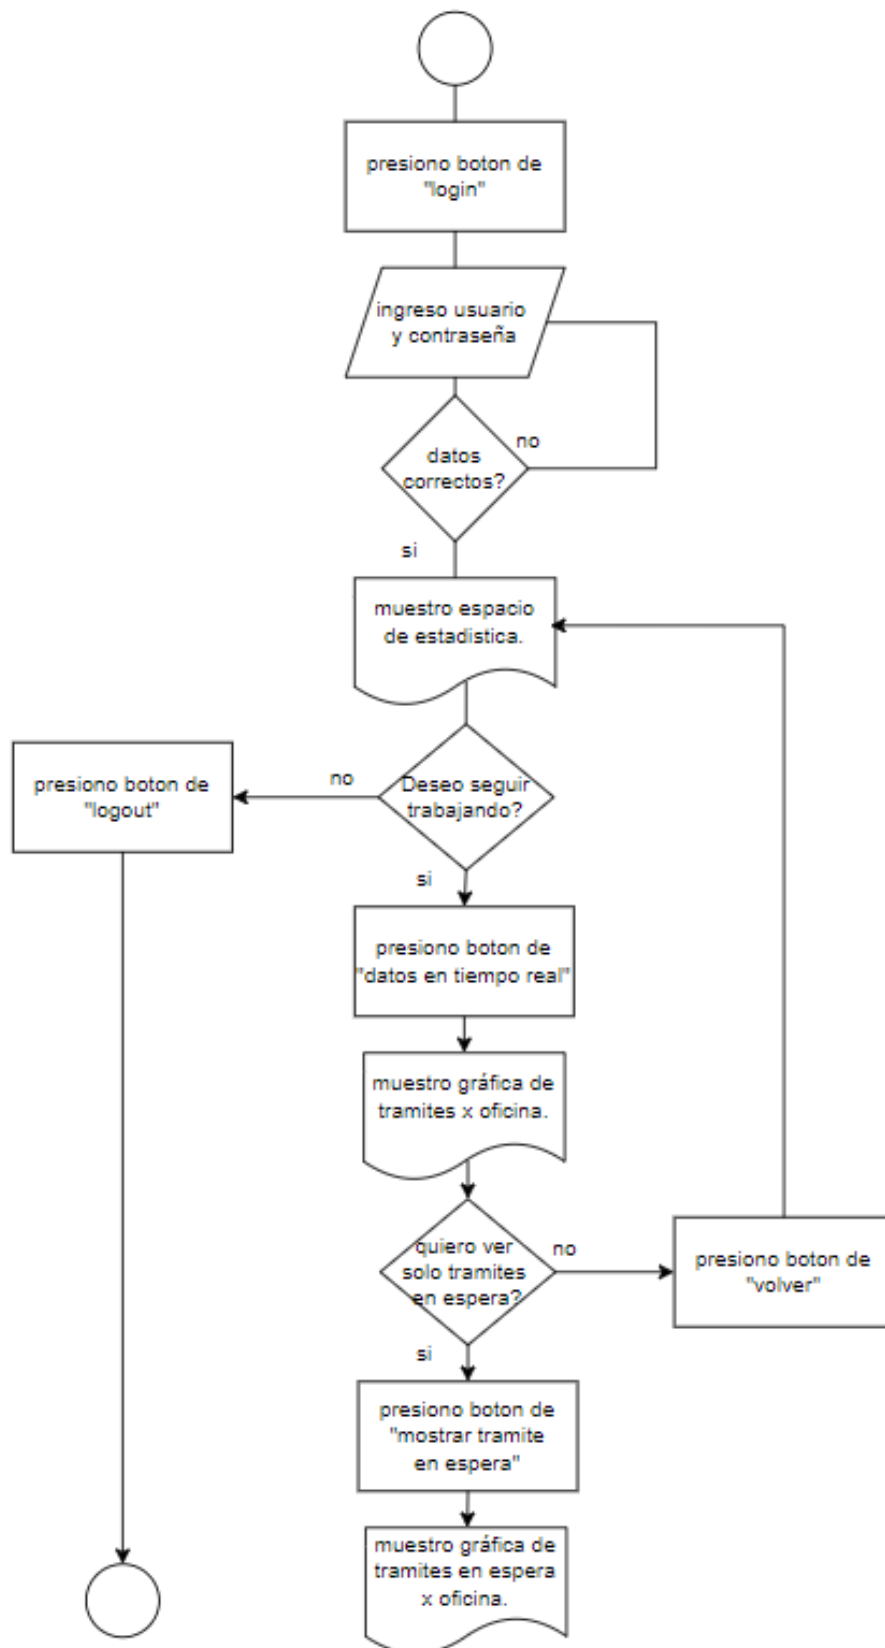 presiono boton de
"login"
ingreso usuario
y contraseña
datos
correctos?
no
si
muestro espacio
de estadistica.
Deseo seguir
trabajando?
no
presiono boton de
"logout"
si
presiono boton de
"datos en tiempo real"
muestro gráfica de
tramites x oficina.
quiero ver
solo tramites
en espera?
no
presiono boton de
"volver"
si
presiono boton de
"mostrar tramite
en espera"
muestro gráfica de
tramites en espera
x oficina.